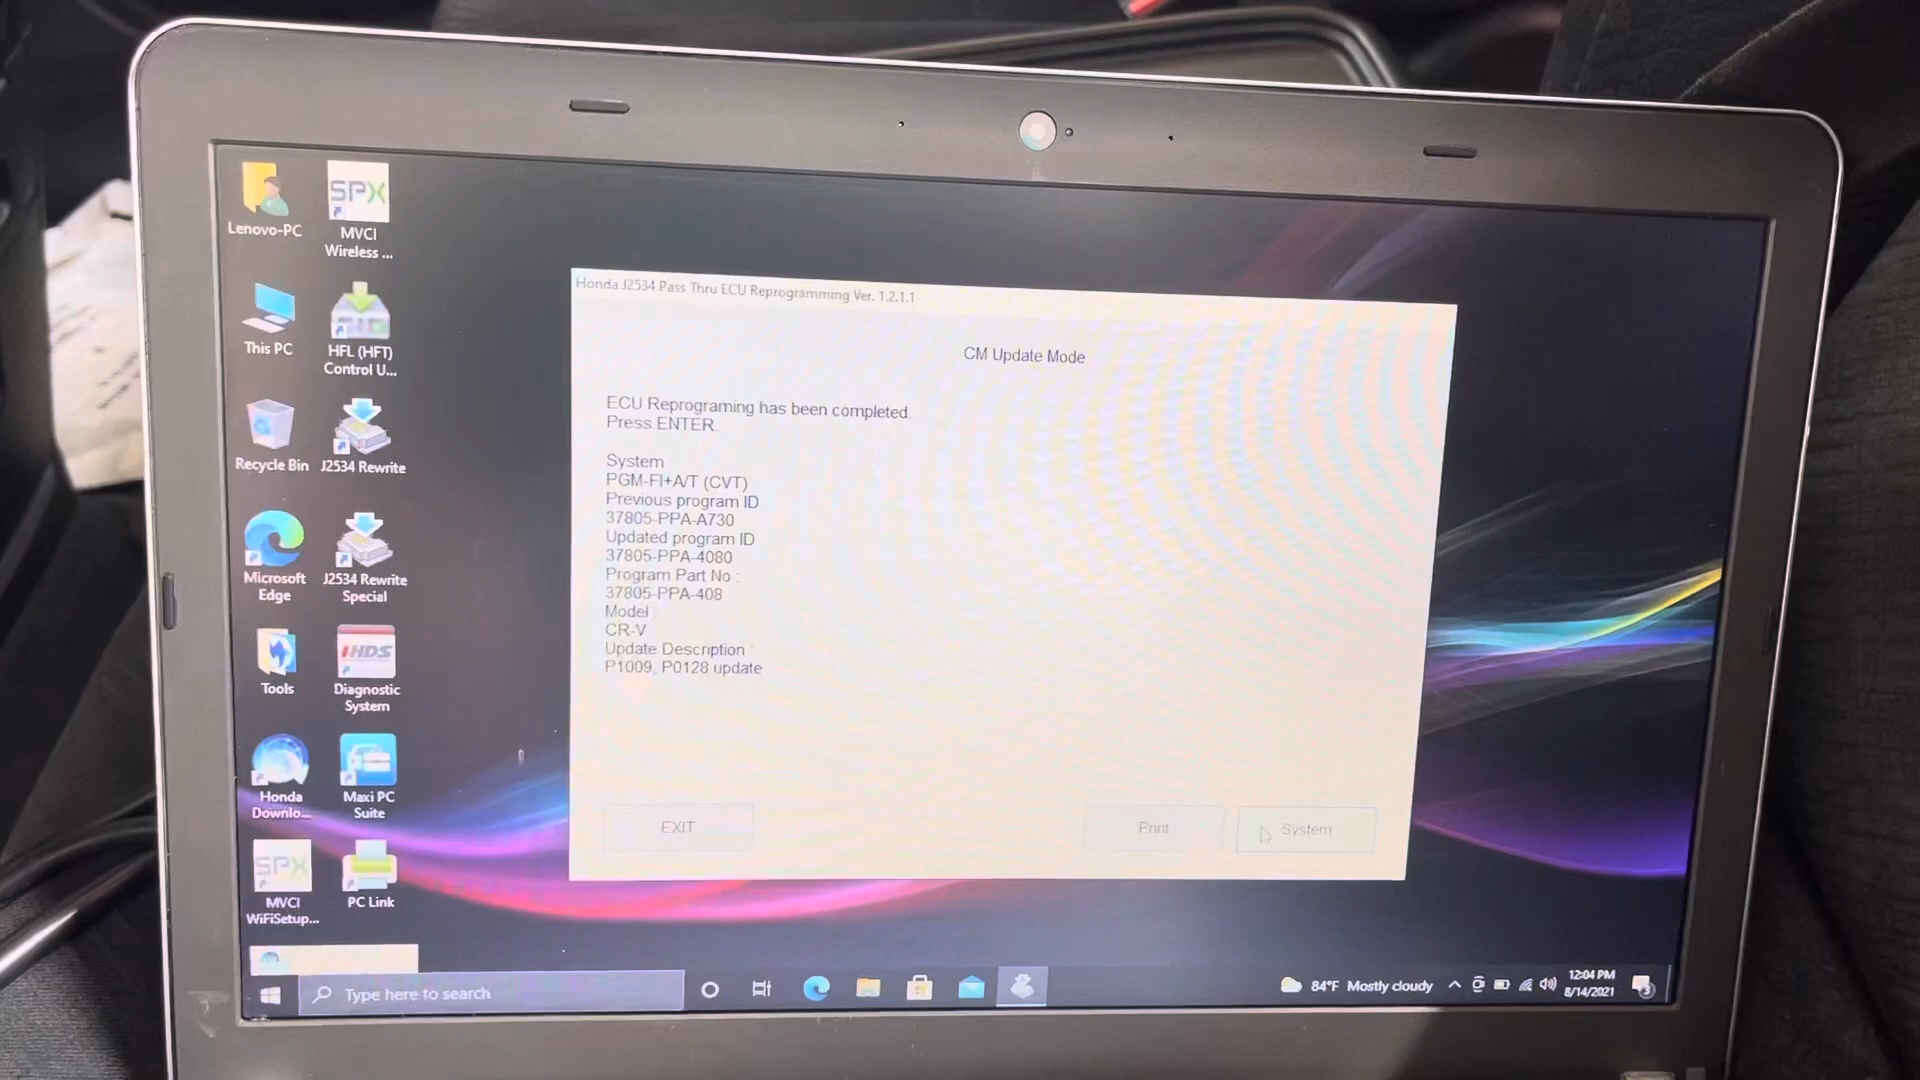 Lenovo-PC
SPX
MVCI
Wireless ...
This PC
HFL (HFT)
Control U...
Recycle Bin
J2534 Rewrite
Microsoft
Edge
J2534 Rewrite
Special
Tools
iHDS
Diagnostic
System
Honda
Downlo...
Maxi PC
Suite
SPX
MVCI
WiFiSetup...
PC Link
Honda J2534 Pass Thru ECU Reprogramming Ver. 1.2.1.1
CM Update Mode
ECU Reprograming has been completed.
Press ENTER.
System :
PGM-FI+A/T (CVT)
Previous program ID
37805-PPA-A730
Updated program ID
37805-PPA-4080
Program Part No :
37805-PPA-408
Model :
CR-V
Update Description :
P1009, P0128 update
EXIT
Print
System
Type here to search
84°F Mostly cloudy
12:04 PM
8/14/2021
3